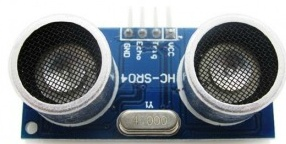 VCC
Trig
Echo
GND
HC-SR04
Y1